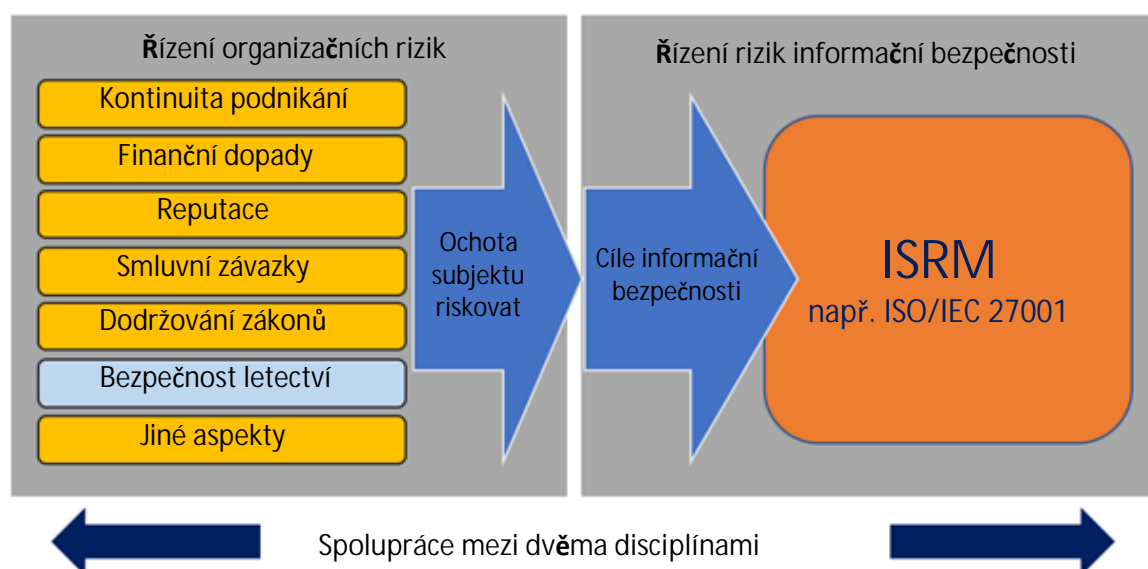 Řízení organizačních rizik
Kontinuita podnikání
Finanční dopady
Reputace
Smluvní závazky
Dodržování zákonů
Bezpečnost letectví
Jiné aspekty
Ochota
subjektu
riskovat
Řízení rizik informační bezpečnosti
Cíle informační
bezpečnosti
ISRM
např. ISO/IEC 27001
Spolupráce mezi dvěma disciplínami